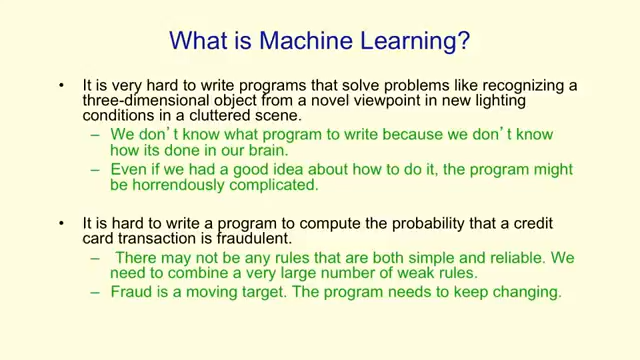 What is Machine Learning?
• It is very hard to write programs that solve problems like recognizing a
three-dimensional object from a novel viewpoint in new lighting
conditions in a cluttered scene.
– We don’t know what program to write because we don’t know
how its done in our brain.
– Even if we had a good idea about how to do it, the program might
be horrendously complicated.
• It is hard to write a program to compute the probability that a credit
card transaction is fraudulent.
– There may not be any rules that are both simple and reliable. We
need to combine a very large number of weak rules.
– Fraud is a moving target. The program needs to keep changing.